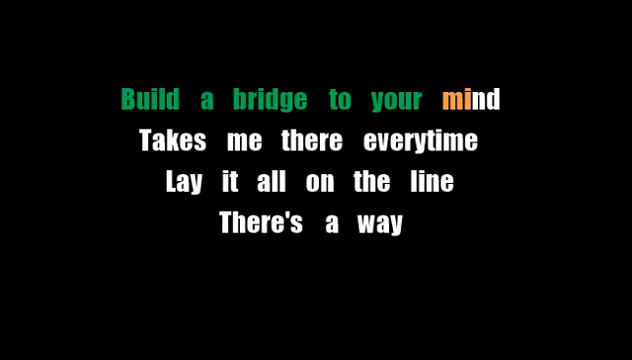 Build a bridge to your mind
Takes me there everytime
Lay it all on the line
There's a way